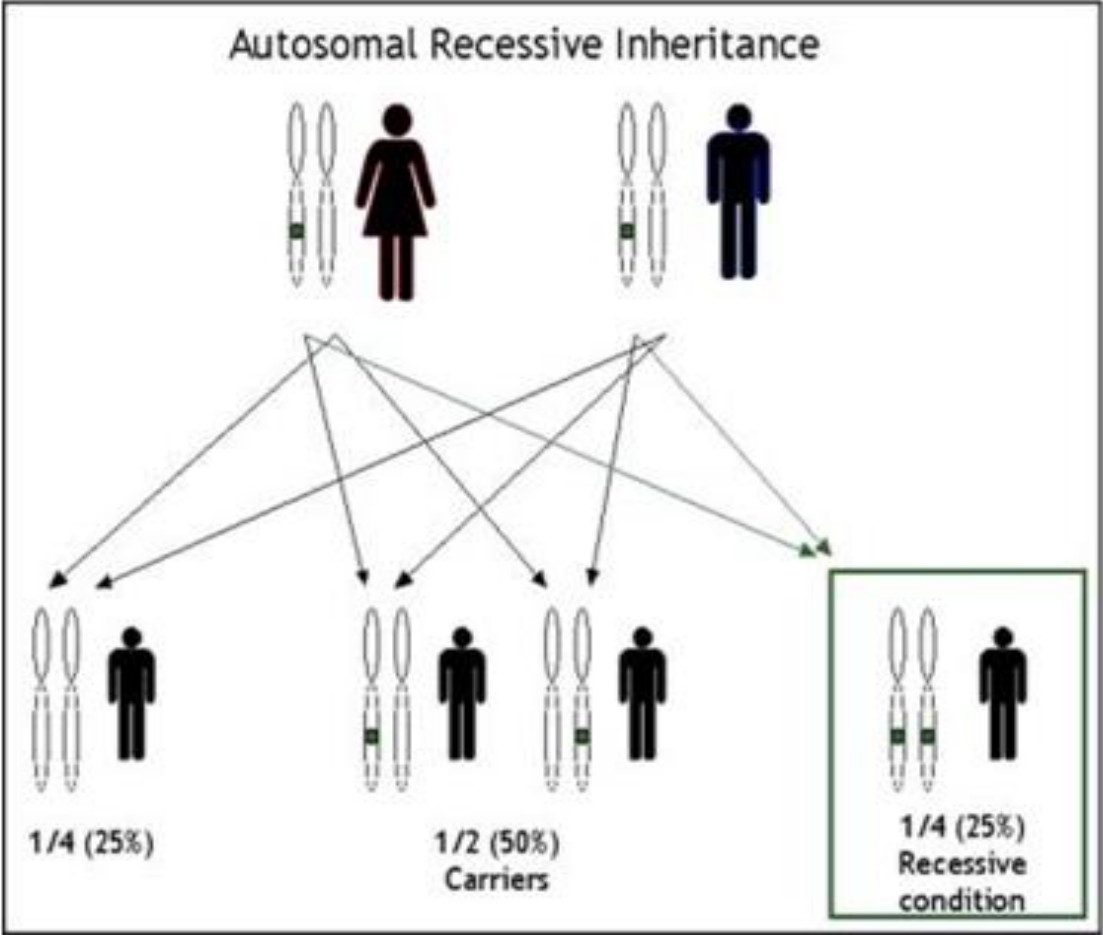 Autosomal Recessive Inheritance
1/4 (25%)
1/2 (50%)
Carriers
1/4 (25%)
Recessive
condition